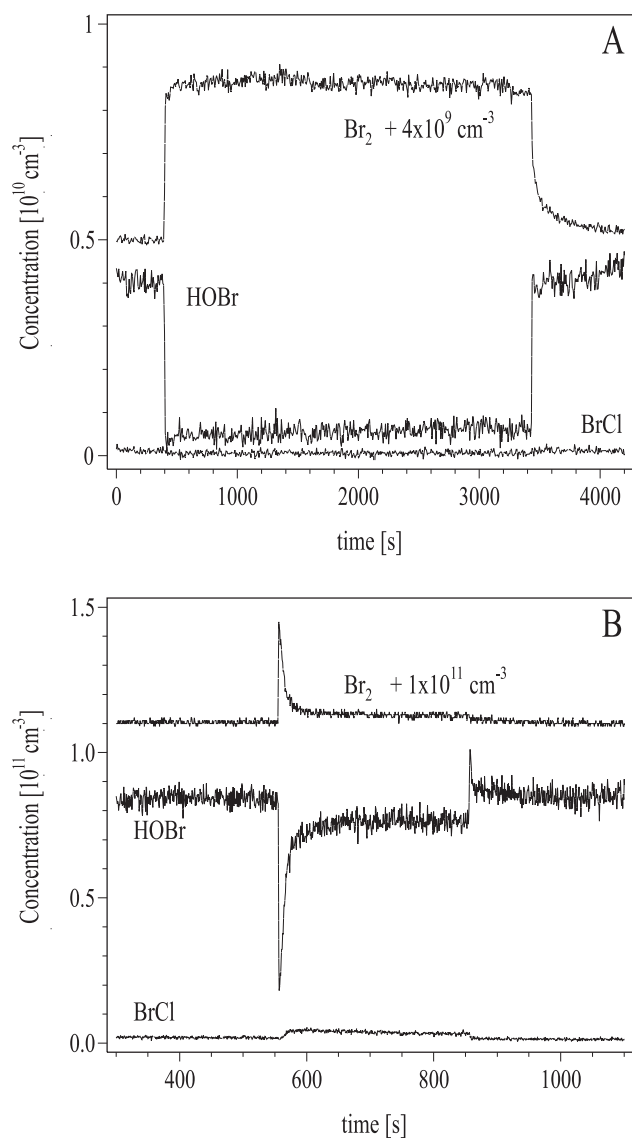 A
1
Br2 + 4x10^9 cm^-3
Concentration [10^10 cm^-3]
0.5
HOBr
BrCl
0
0 1000 2000 3000 4000
time [s]
B
1.5
Br2 + 1x10^11 cm^-3
Concentration [10^11 cm^-3]
1.0
HOBr
0.5
BrCl
0.0
400 600 800 1000
time [s]